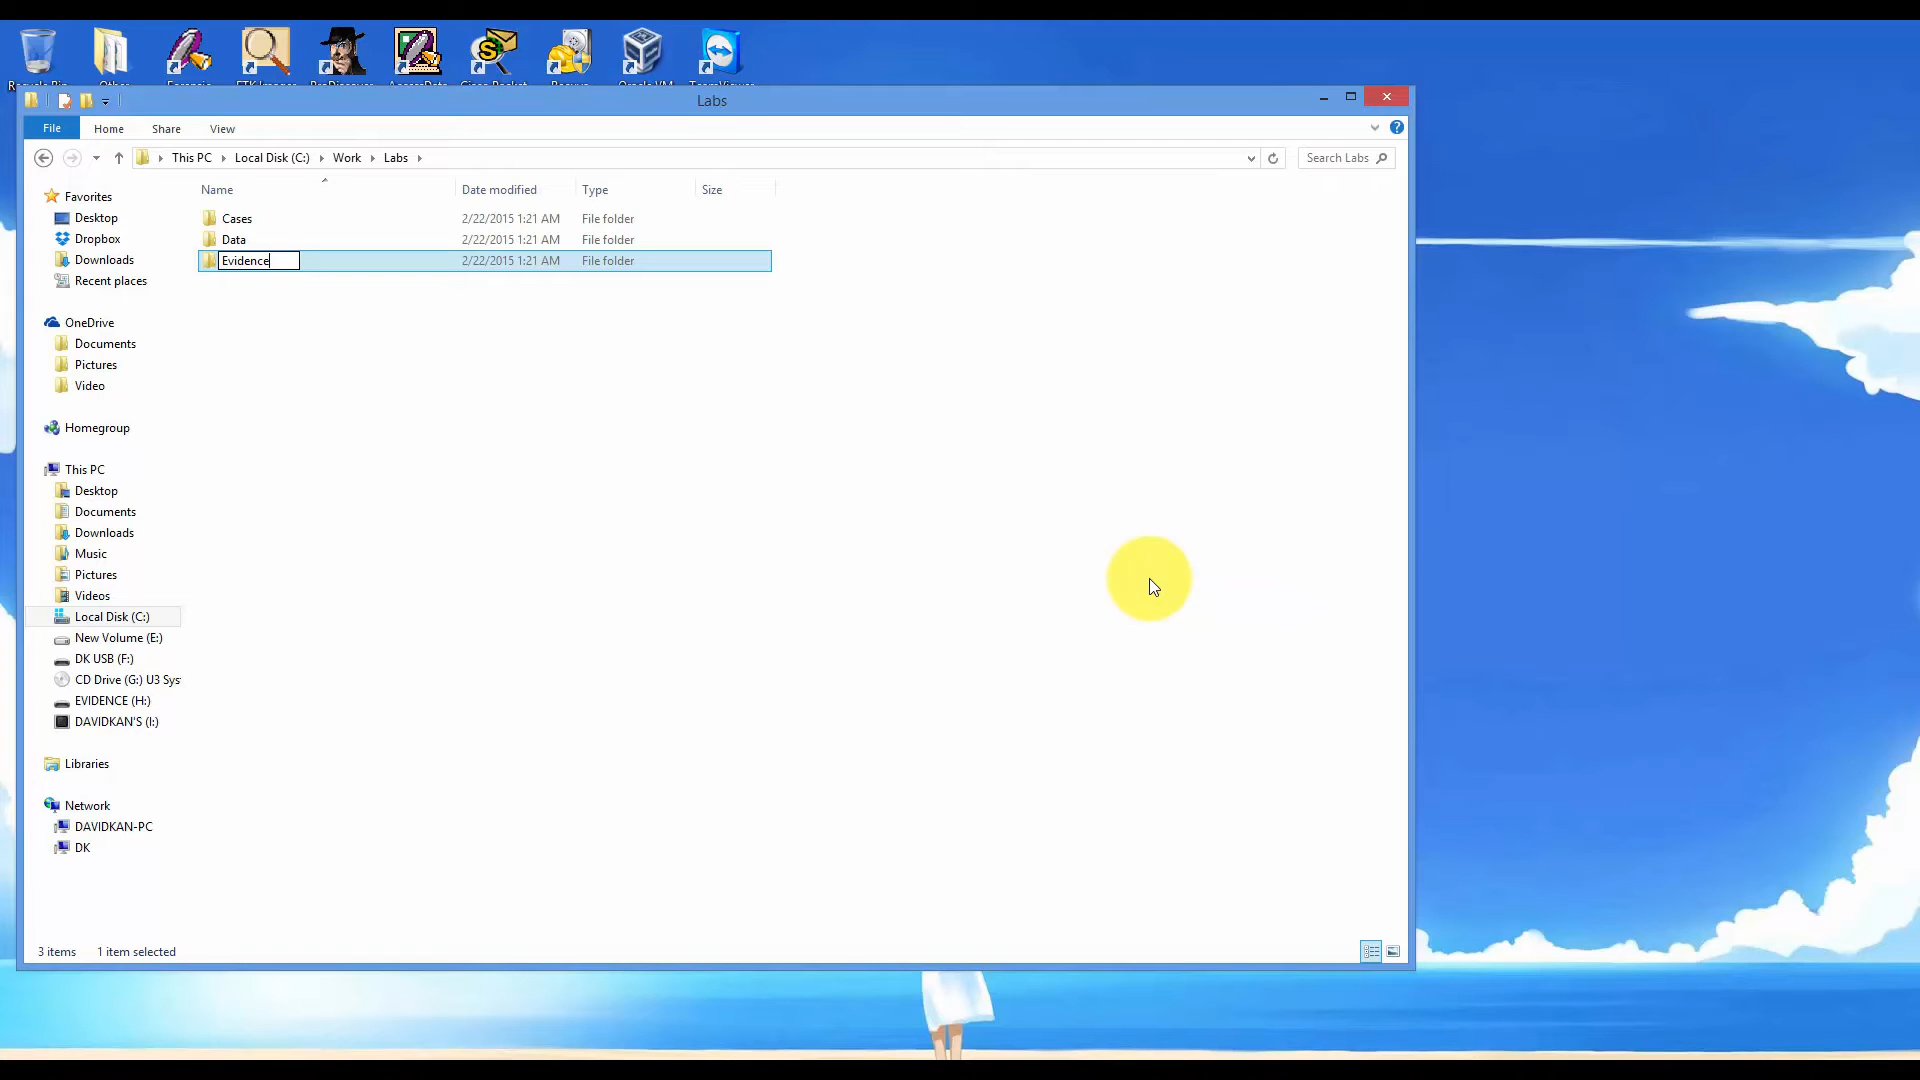 Labs
File Home Share View
This PC Local Disk (C:) Work Labs Search Labs
Name Date modified Type Size
Cases 2/22/2015 1:21 AM File folder
Data 2/22/2015 1:21 AM File folder
Evidence 2/22/2015 1:21 AM File folder
Favorites
Desktop
Dropbox
Downloads
Recent places
OneDrive
Documents
Pictures
Video
Homegroup
This PC
Desktop
Documents
Downloads
Music
Pictures
Videos
Local Disk (C:)
New Volume (E:)
DK USB (F:)
CD Drive (G:) U3 Sys
EVIDENCE (H:)
DAVIDKAN'S (I:)
Libraries
Network
DAVIDKAN-PC
DK
3 items 1 item selected